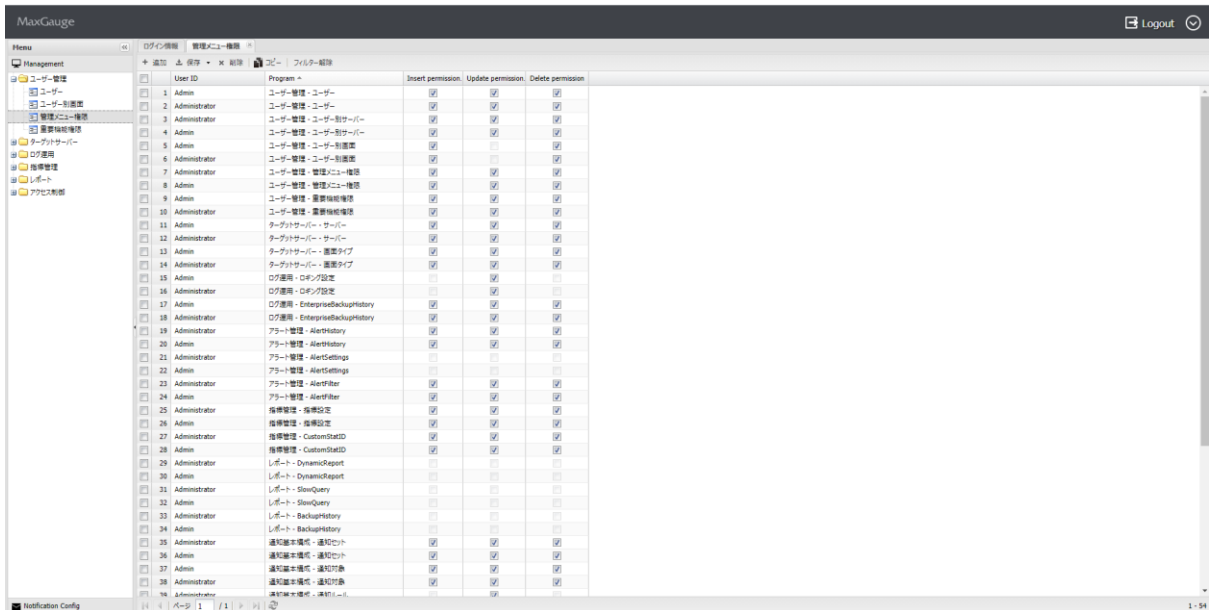 MaxGauge
Logout
Menu
ログイン情報 管理メニュー権限
Management
追加 保存 削除 コピー フィルター解除
ユーザー管理
ユーザー
ユーザー別画面
管理メニュー権限
重要機能権限
ターゲットサーバー
ログ運用
指標管理
レポート
アクセス制御
User ID Program Insert permission. Update permission. Delete permission
1 Admin ユーザー管理 - ユーザー
2 Administrator ユーザー管理 - ユーザー
3 Administrator ユーザー管理 - ユーザー別サーバー
4 Admin ユーザー管理 - ユーザー別サーバー
5 Admin ユーザー管理 - ユーザー別画面
6 Administrator ユーザー管理 - ユーザー別画面
7 Administrator ユーザー管理 - 管理メニュー権限
8 Admin ユーザー管理 - 管理メニュー権限
9 Admin ユーザー管理 - 重要機能権限
10 Administrator ユーザー管理 - 重要機能権限
11 Admin ターゲットサーバー - サーバー
12 Administrator ターゲットサーバー - サーバー
13 Admin ターゲットサーバー - 画面タイプ
14 Administrator ターゲットサーバー - 画面タイプ
15 Admin ログ運用 - ロギング設定
16 Administrator ログ運用 - ロギング設定
17 Admin ログ運用 - EnterpriseBackupHistory
18 Administrator ログ運用 - EnterpriseBackupHistory
19 Administrator アラート管理 - AlertHistory
20 Admin アラート管理 - AlertHistory
21 Administrator アラート管理 - AlertSettings
22 Admin アラート管理 - AlertSettings
23 Administrator アラート管理 - AlertFilter
24 Admin アラート管理 - AlertFilter
25 Administrator 指標管理 - 指標設定
26 Admin 指標管理 - 指標設定
27 Administrator 指標管理 - CustomStatID
28 Admin 指標管理 - CustomStatID
29 Administrator レポート - DynamicReport
30 Admin レポート - DynamicReport
31 Administrator レポート - SlowQuery
32 Admin レポート - SlowQuery
33 Administrator レポート - BackupHistory
34 Admin レポート - BackupHistory
35 Administrator 通知基本構成 - 通知セット
36 Admin 通知基本構成 - 通知セット
37 Admin 通知基本構成 - 通知対象
38 Administrator 通知基本構成 - 通知対象
39 Administrator 通知基本構成 - 通知ルール
Notification Config
ページ 1 / 1
1 - 54